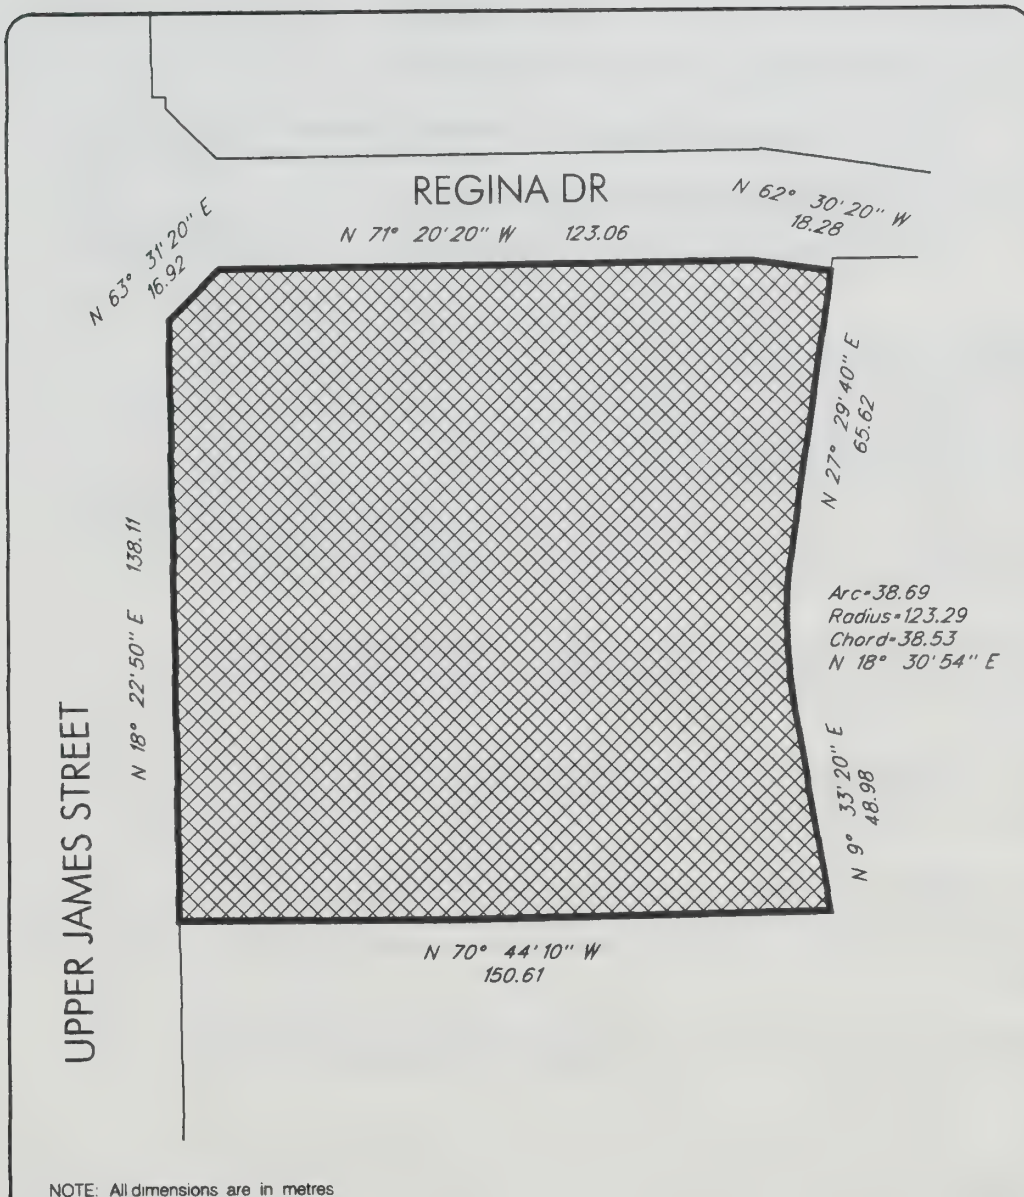 REGINA DR
N 62° 30'20" W
18.28
N 71° 20'20" W 123.06
N 63° 31'20" E
16.92
N 27° 29'40" E
65.62
N 18° 22'50" E 138.11
Arc=38.69
Radius=123.29
Chord=38.53
N 18° 30'54" E
N 9° 33'20" E
48.98
UPPER JAMES STREET
N 70° 44'10" W
150.61
NOTE: All dimensions are in metres